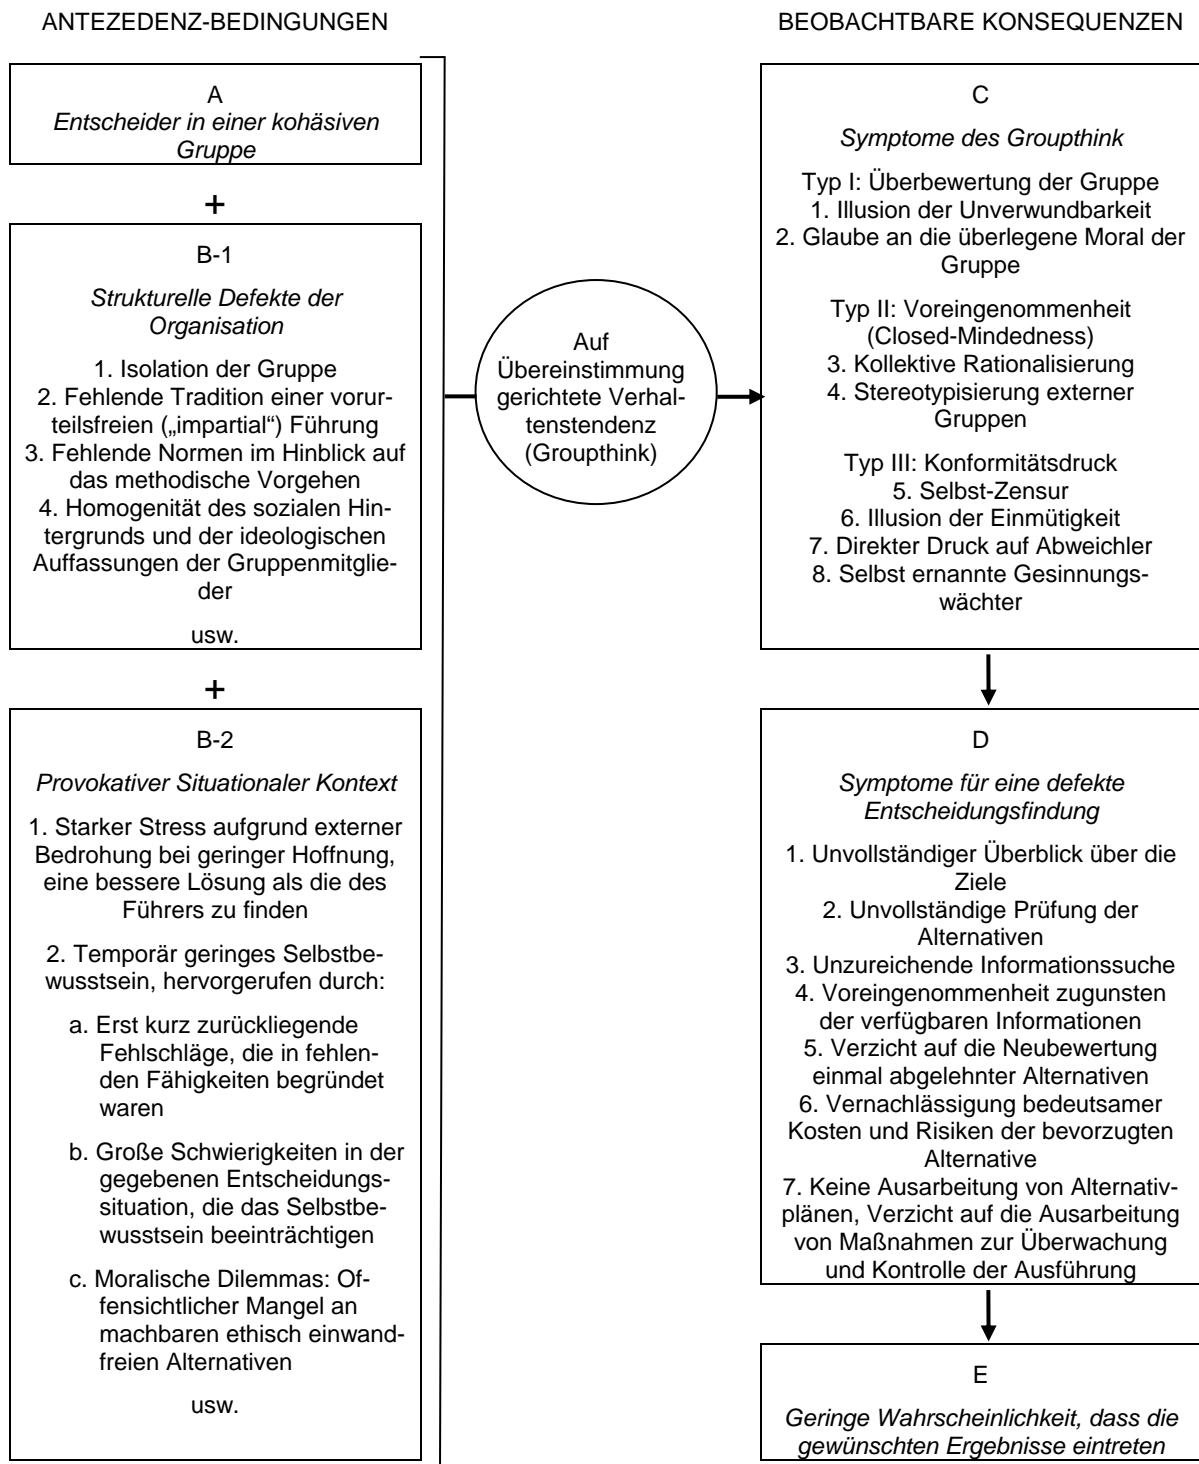 ANTEZEDENZ-BEDINGUNGEN
A
Entscheider in einer kohäsiven
Gruppe
+
B-1
Strukturelle Defekte der
Organisation
1. Isolation der Gruppe
2. Fehlende Tradition einer vorur-
teilsfreien („impartial“) Führung
3. Fehlende Normen im Hinblick auf
das methodische Vorgehen
4. Homogenität des sozialen Hin-
tergrunds und der ideologischen
Auffassungen der Gruppenmitglie-
der
usw.
+
B-2
Provokativer Situationaler Kontext
1. Starker Stress aufgrund externer
Bedrohung bei geringer Hoffnung,
eine bessere Lösung als die des
Führers zu finden
2. Temporär geringes Selbstbe-
wusstsein, hervorgerufen durch:
a. Erst kurz zurückliegende
Fehlschläge, die in fehlen-
den Fähigkeiten begründet
waren
b. Große Schwierigkeiten in der
gegebenen Entscheidungs-
situation, die das Selbstbe-
wusstsein beeinträchtigen
c. Moralische Dilemmas: Of-
fensichtlicher Mangel an
machbaren ethisch einwand-
freien Alternativen
usw.
Auf
Übereinstimmung
gerichtete Verhal-
tenstendenz
(Groupthink)
BEOBACHTBARE KONSEQUENZEN
C
Symptome des Groupthink
Typ I: Überbewertung der Gruppe
1. Illusion der Unverwundbarkeit
2. Glaube an die überlegene Moral der
Gruppe
Typ II: Voreingenommenheit
(Closed-Mindedness)
3. Kollektive Rationalisierung
4. Stereotypisierung externer
Gruppen
Typ III: Konformitätsdruck
5. Selbst-Zensur
6. Illusion der Einmütigkeit
7. Direkter Druck auf Abweichler
8. Selbst ernannte Gesinnungs-
wächter
D
Symptome für eine defekte
Entscheidungsfindung
1. Unvollständiger Überblick über die
Ziele
2. Unvollständige Prüfung der
Alternativen
3. Unzureichende Informationssuche
4. Voreingenommenheit zugunsten
der verfügbaren Informationen
5. Verzicht auf die Neubewertung
einmal abgelehnter Alternativen
6. Vernachlässigung bedeutsamer
Kosten und Risiken der bevorzugten
Alternative
7. Keine Ausarbeitung von Alternativ-
plänen, Verzicht auf die Ausarbeitung
von Maßnahmen zur Überwachung
und Kontrolle der Ausführung
E
Geringe Wahrscheinlichkeit, dass die
gewünschten Ergebnisse eintreten